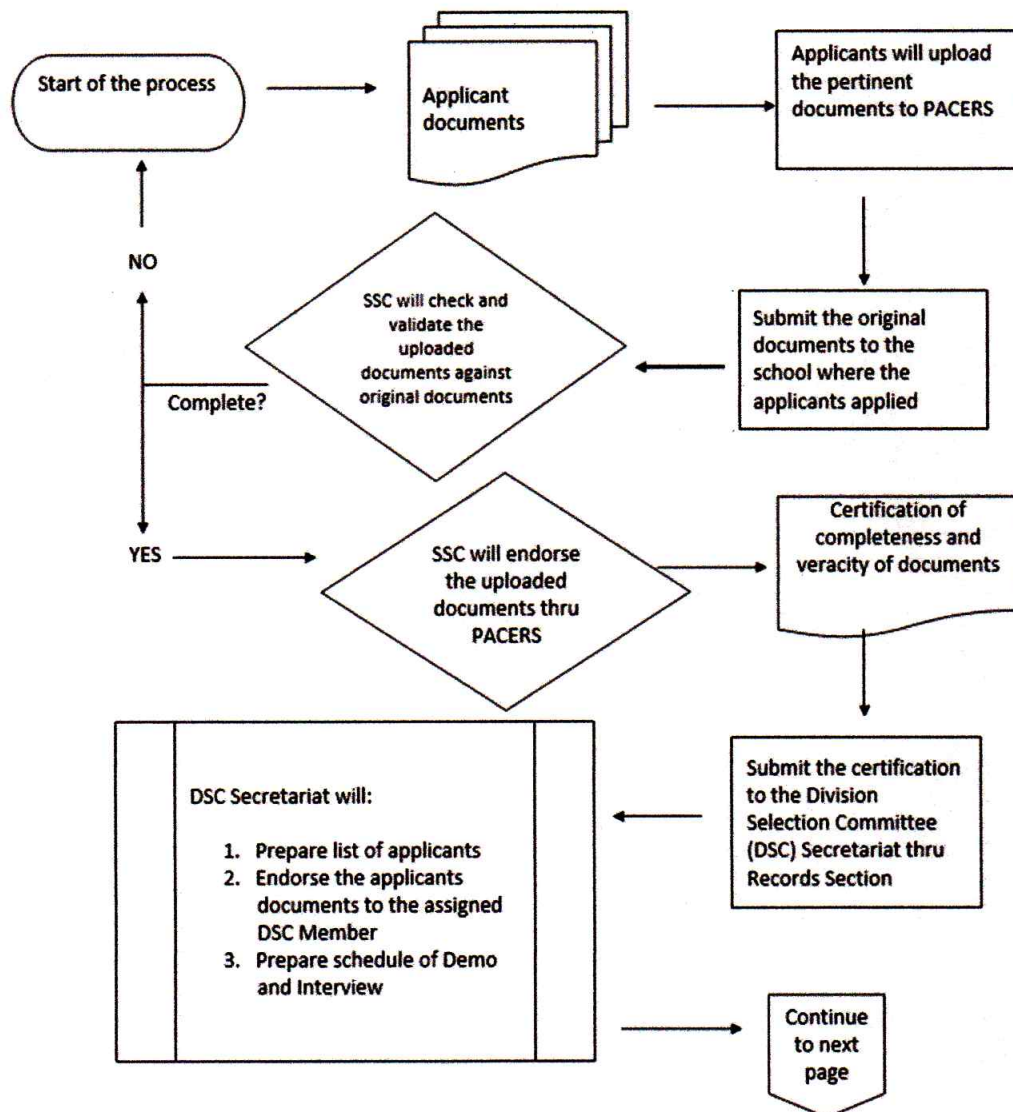 Start of the process
Applicant
documents
Applicants will upload
the pertinent
documents to PACERS
NO
SSC will check and
validate the
uploaded
documents against
original documents
Submit the original
documents to the
school where the
applicants applied
Complete?
YES
SSC will endorse
the uploaded
documents thru
PACERS
Certification of
completeness and
veracity of documents
DSC Secretariat will:
1. Prepare list of applicants
2. Endorse the applicants
documents to the assigned
DSC Member
3. Prepare schedule of Demo
and Interview
Submit the certification
to the Division
Selection Committee
(DSC) Secretariat thru
Records Section
Continue
to next
page